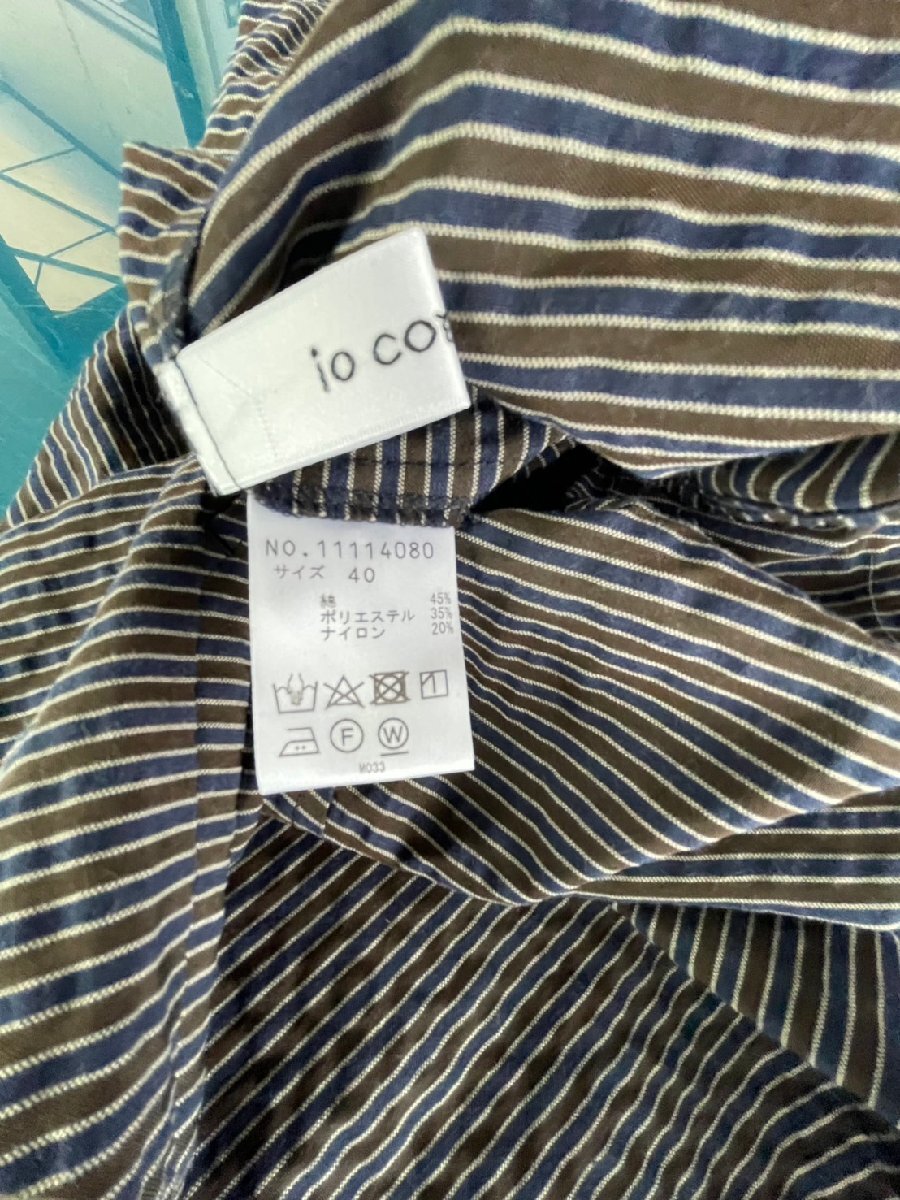 io co
NO.11114080
サイズ 40
綿 45%
ポリエステル 35%
ナイロン 20%
F W
M033